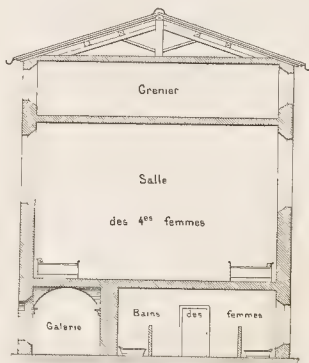 Grenier
Salle
des 4es femmes
Galerie
Bains des femmes